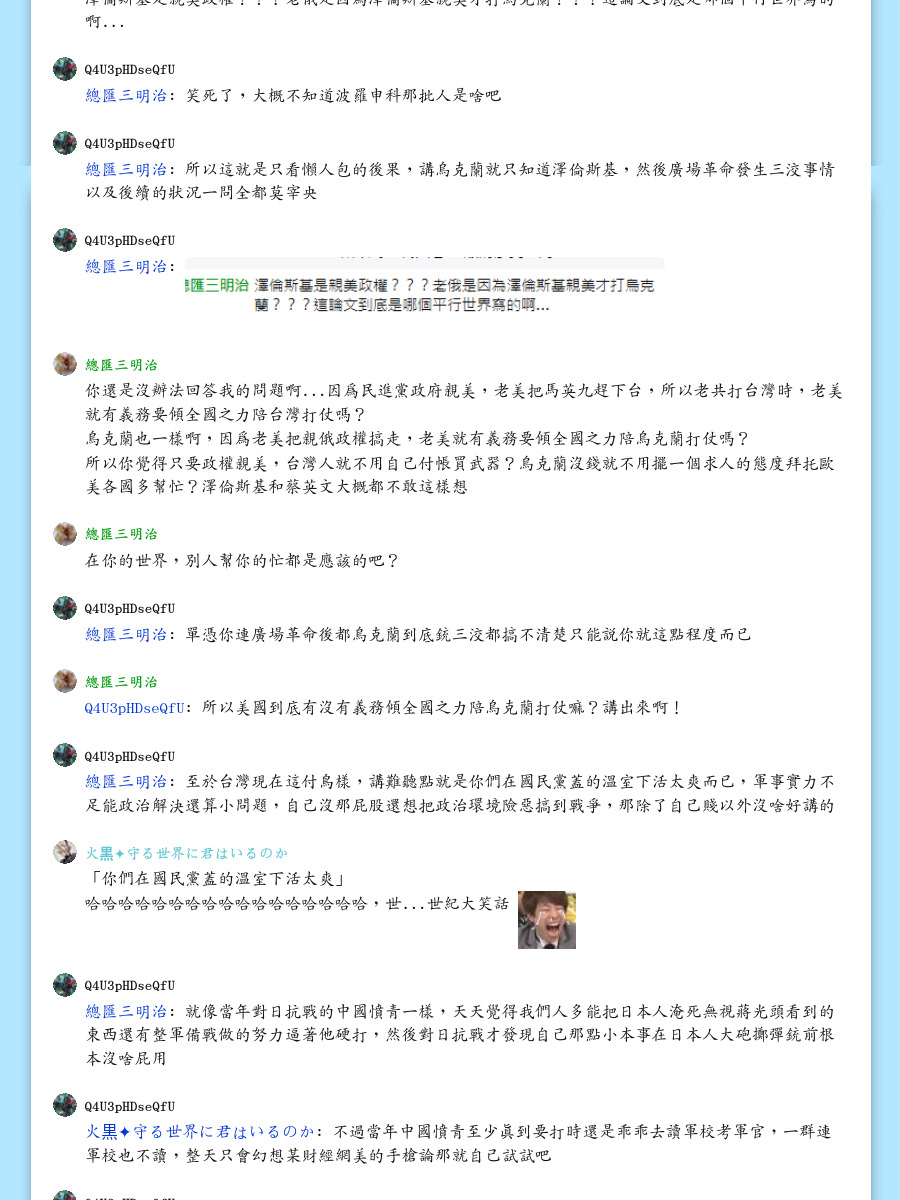 啊...
Q4U3pHDseQfU
總匯三明治: 笑死了，大概不知道波羅申科那批人是啥吧
Q4U3pHDseQfU
總匯三明治: 所以這就是只看懶人包的後果，講烏克蘭就只知道澤倫斯基，然後廣場革命發生三洨事情
以及後續的狀況一問全都莫宰央
Q4U3pHDseQfU
總匯三明治:
匯三明治 澤倫斯基是親美政權？？？老俄是因為澤倫斯基親美才打烏克
蘭？？？這論文到底是哪個平行世界寫的啊...
總匯三明治
你還是沒辦法回答我的問題啊...因為民進黨政府親美，老美把馬英九趕下台，所以老共打台灣時，老美
就有義務要傾全國之力陪台灣打仗嗎？
烏克蘭也一樣啊，因為老美把親俄政權搞走，老美就有義務要傾全國之力陪烏克蘭打仗嗎？
所以你覺得只要政權親美，台灣人就不用自己付帳買武器？烏克蘭沒錢就不用擺一個求人的態度拜托歐
美各國多幫忙？澤倫斯基和蔡英文大概都不敢這樣想
總匯三明治
在你的世界，別人幫你的忙都是應該的吧？
Q4U3pHDseQfU
總匯三明治: 單憑你連廣場革命後都烏克蘭到底銃三洨都搞不清楚只能說你就這點程度而已
總匯三明治
Q4U3pHDseQfU: 所以美國到底有沒有義務傾全國之力陪烏克蘭打仗嘛？講出來啊！
Q4U3pHDseQfU
總匯三明治: 至於台灣現在這付鳥樣，講難聽點就是你們在國民黨蓋的溫室下活太爽而已，軍事實力不
足能政治解決還算小問題，自己沒那屁股還想把政治環境險惡搞到戰爭，那除了自己賤以外沒啥好講的
火黒✦守る世界に君はいるのか
「你們在國民黨蓋的溫室下活太爽」
哈哈哈哈哈哈哈哈哈哈哈哈哈哈哈哈哈，世...世紀大笑話
Q4U3pHDseQfU
總匯三明治: 就像當年對日抗戰的中國憤青一樣，天天覺得我們人多能把日本人淹死無視蔣光頭看到的
東西還有整軍備戰做的努力逼著他硬打，然後對日抗戰才發現自己那點小本事在日本人大砲擲彈銃前根
本沒啥屁用
Q4U3pHDseQfU
火黒✦守る世界に君はいるのか: 不過當年中國憤青至少真到要打時還是乖乖去讀軍校考軍官，一群連
軍校也不讀，整天只會幻想某財經網美的手槍論那就自己試試吧